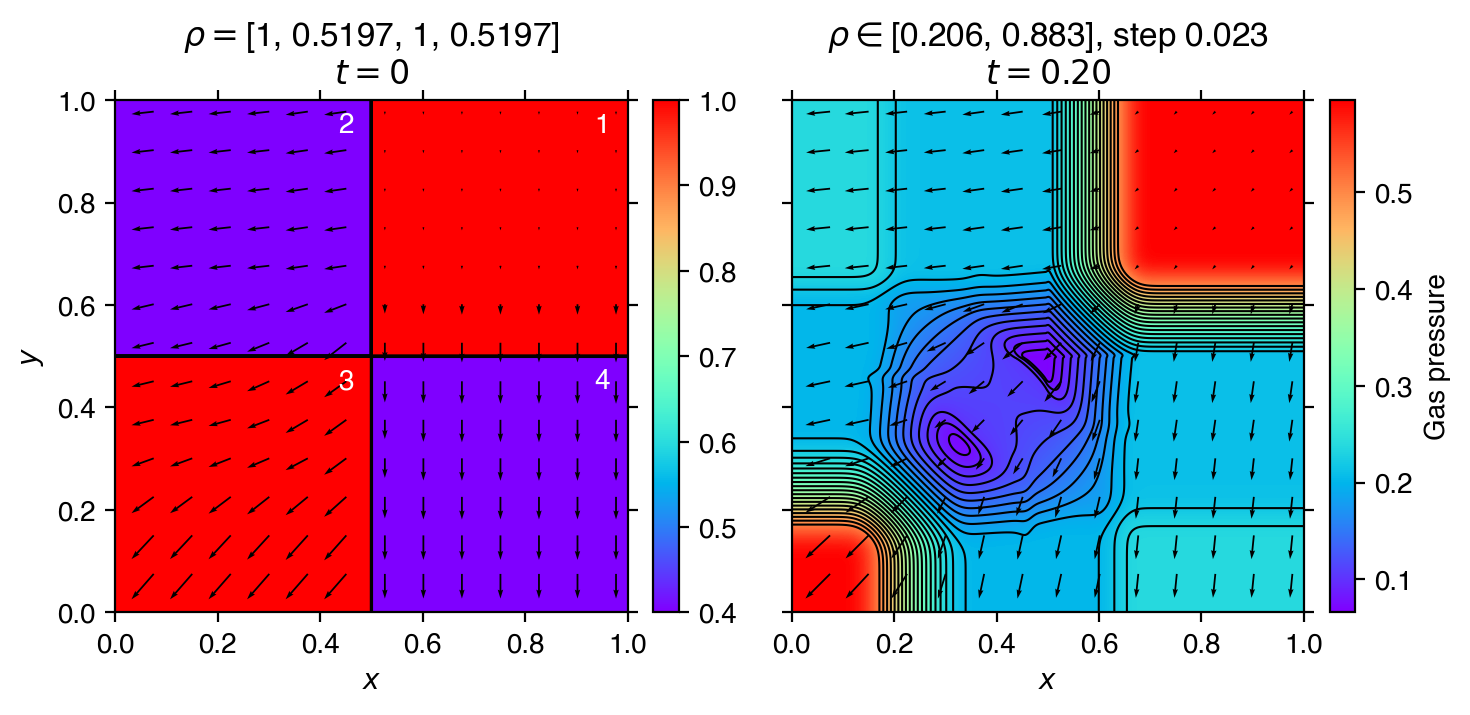 ρ = [1, 0.5197, 1, 0.5197]
t = 0
1.0
0.8
0.6
0.4
0.2
0.0
y
0.0 0.2 0.4 0.6 0.8 1.0
x
2 1
3 4
1.0
0.9
0.8
0.7
0.6
0.5
0.4
ρ ∈ [0.206, 0.883], step 0.023
t = 0.20
0.0 0.2 0.4 0.6 0.8 1.0
x
0.5
0.4
0.3
0.2
0.1
Gas pressure